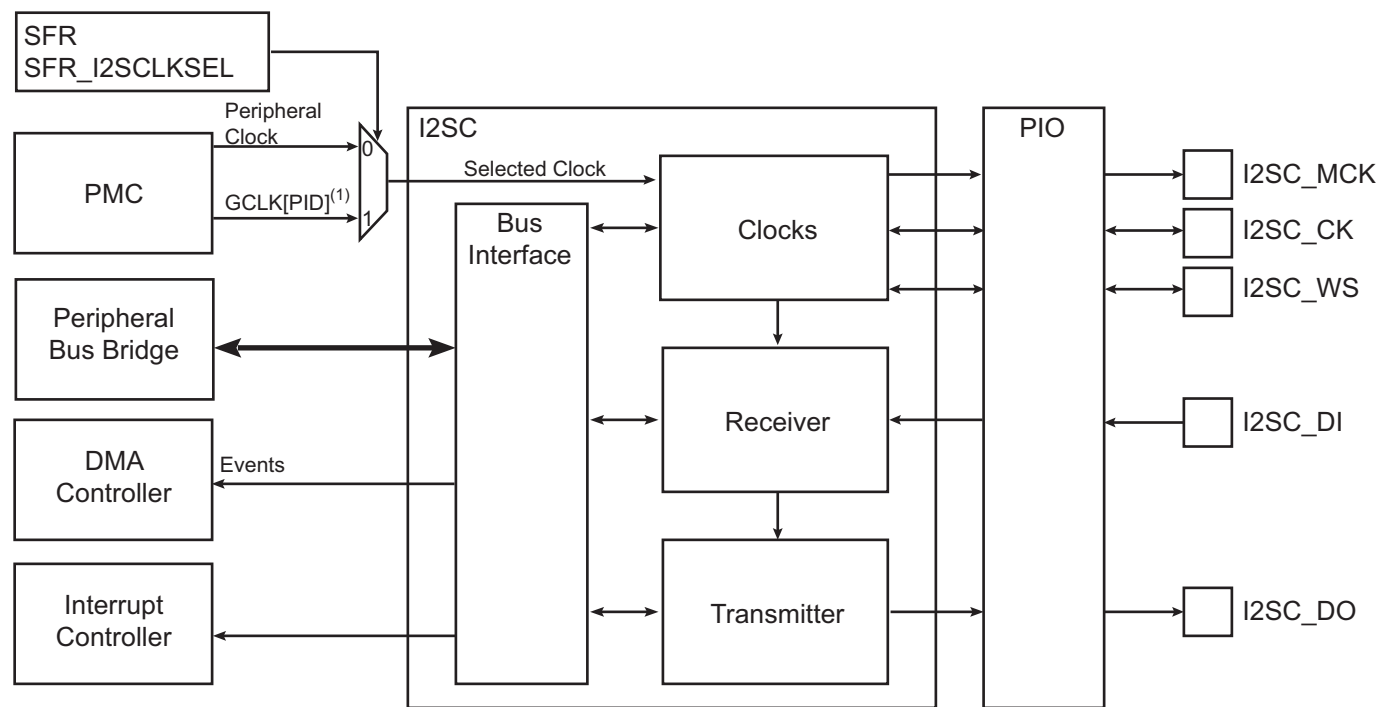 SFR
SFR_I2SCLKSEL
Peripheral
Clock
PMC
GCLK[PID](1)
0
1
I2SC
Selected Clock
Bus
Interface
Clocks
PIO
I2SC_MCK
I2SC_CK
I2SC_WS
Peripheral
Bus Bridge
Receiver
I2SC_DI
DMA
Controller
Events
Interrupt
Controller
Transmitter
I2SC_DO